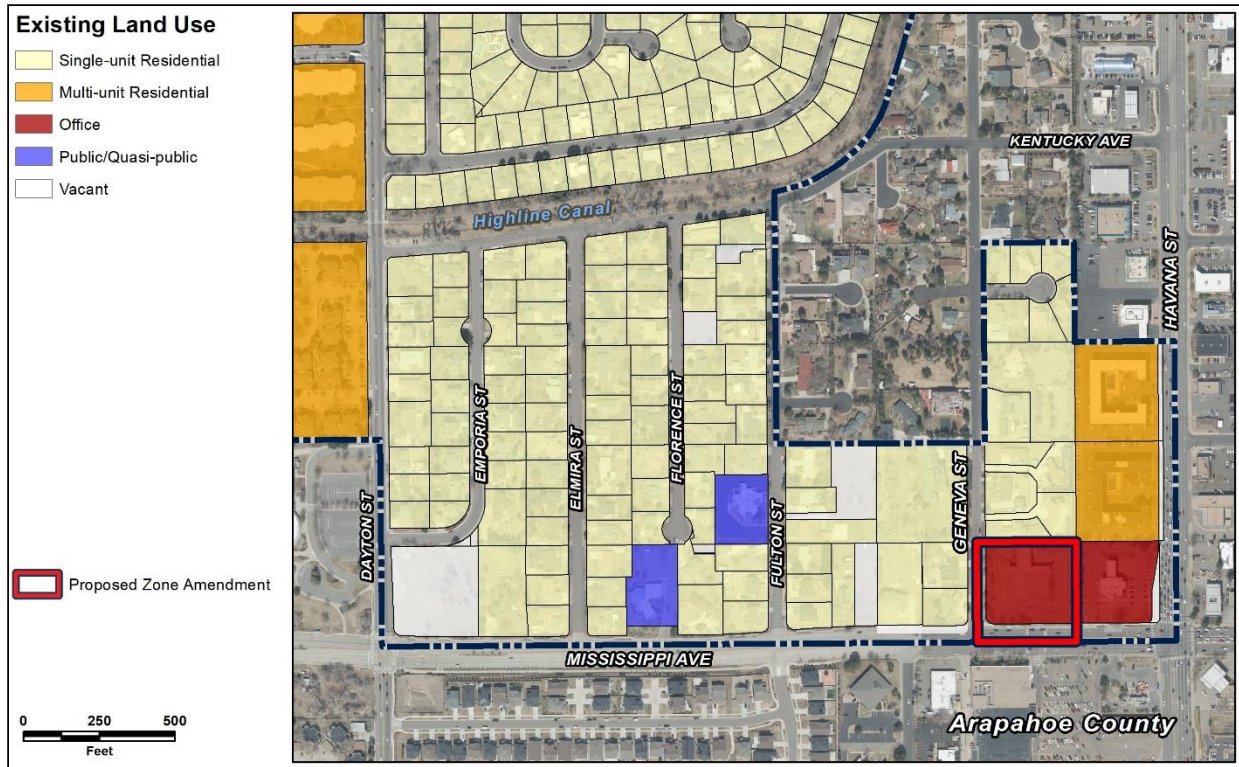 Existing Land Use
Single-unit Residential
Multi-unit Residential
Office
Public/Quasi-public
Vacant
Proposed Zone Amendment
0 250 500
Feet
KENTUCKY AVE
Highline Canal
HAVANA ST
EMPORIA ST
ELMIRA ST
FLORENCE ST
GENEVA ST
DAYTON ST
FULTON ST
MISSISSIPPI AVE
Arapahoe County